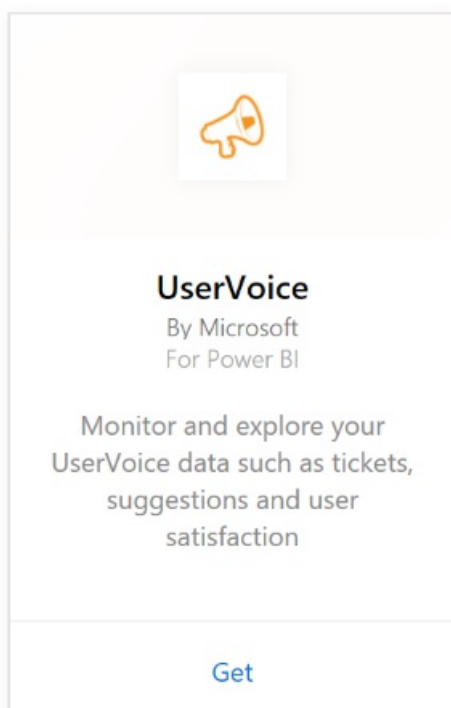 UserVoice
By Microsoft
For Power BI
Monitor and explore your
UserVoice data such as tickets,
suggestions and user
satisfaction
Get